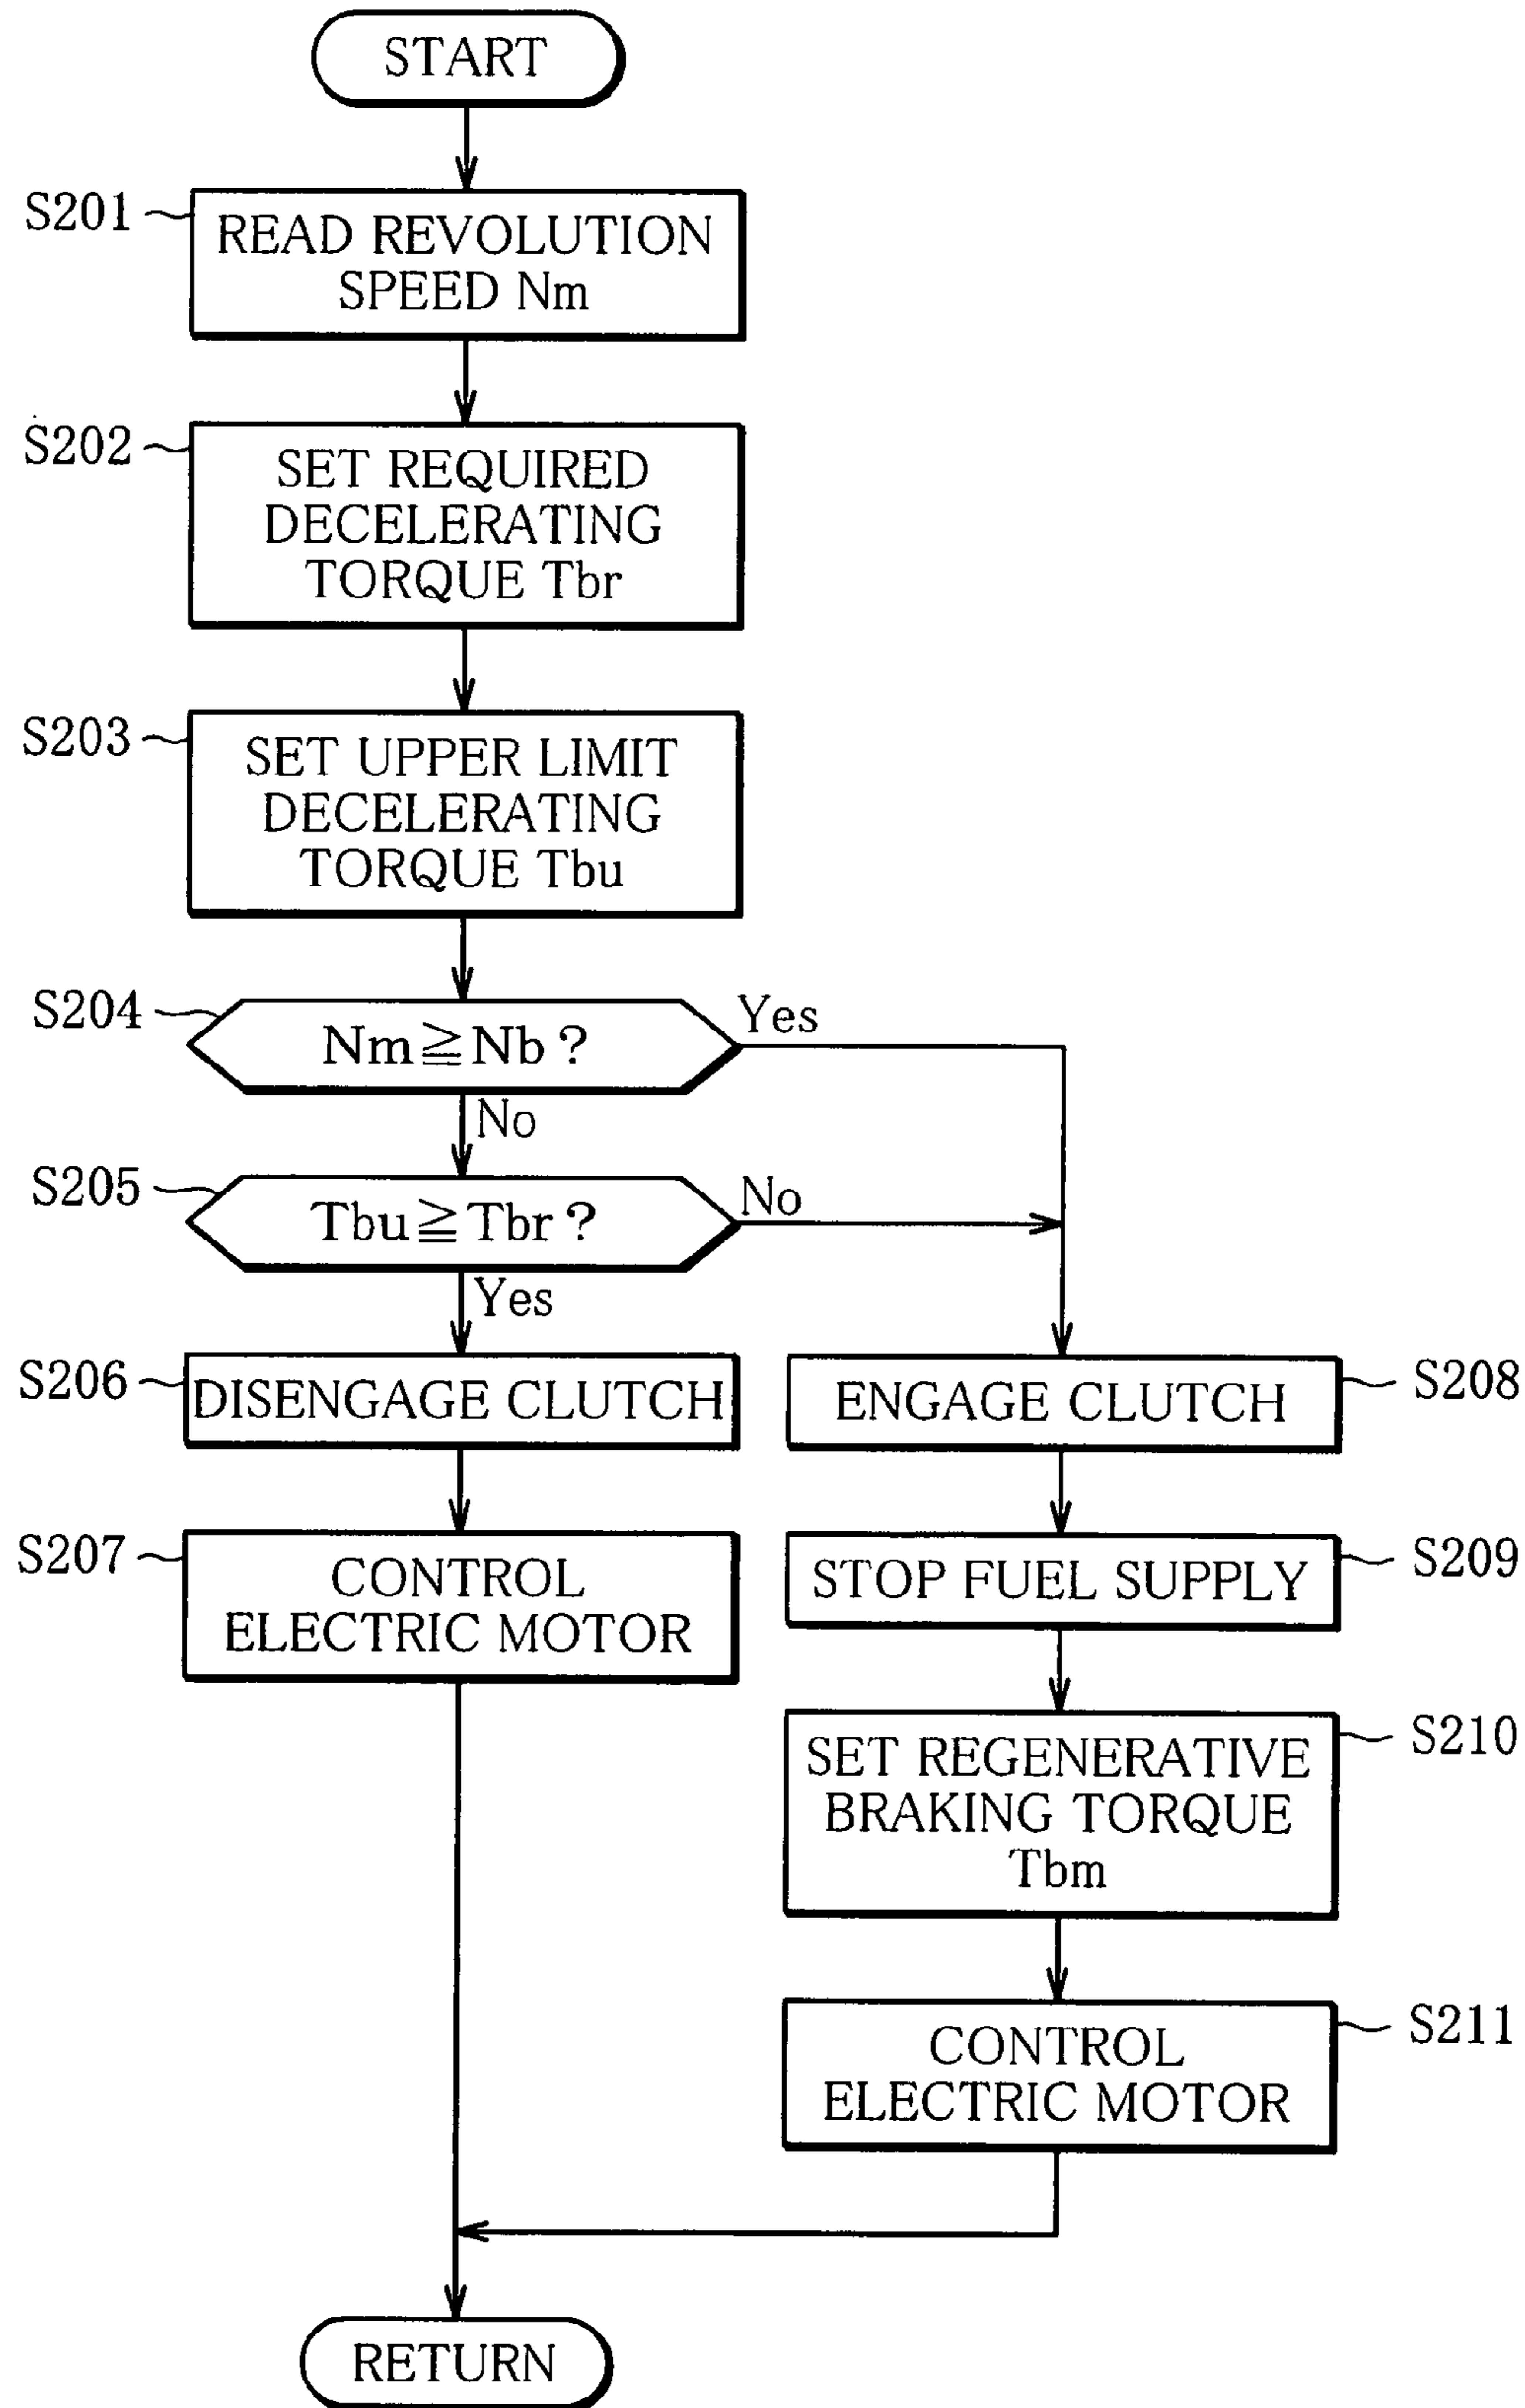 START
S201
READ REVOLUTION
SPEED Nm
S202
SET REQUIRED
DECELERATING
TORQUE Tbr
S203
SET UPPER LIMIT
DECELERATING
TORQUE Tbu
S204
Nm≧Nb?
Yes
No
S205
Tbu≧Tbr?
No
Yes
S206
DISENGAGE CLUTCH
S207
CONTROL
ELECTRIC MOTOR
ENGAGE CLUTCH
S208
STOP FUEL SUPPLY
S209
SET REGENERATIVE
BRAKING TORQUE
Tbm
S210
CONTROL
ELECTRIC MOTOR
S211
RETURN